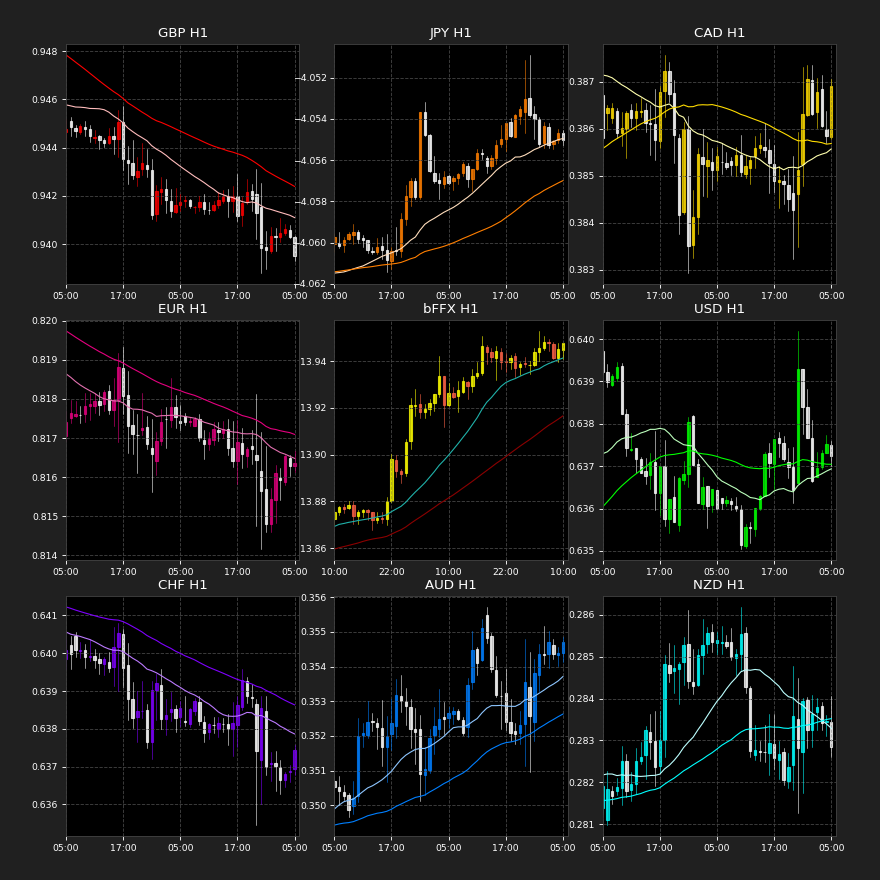 GBP H1
0.948
0.946
0.944
0.942
0.940
05:00 17:00 05:00 17:00 05:00
JPY H1
−4.052
−4.054
−4.056
−4.058
−4.060
−4.062
05:00 17:00 05:00 17:00 05:00
CAD H1
0.387
0.386
0.385
0.384
0.383
05:00 17:00 05:00 17:00 05:00
EUR H1
0.820
0.819
0.818
0.817
0.816
0.815
0.814
05:00 17:00 05:00 17:00 05:00
bFFX H1
13.94
13.92
13.90
13.88
13.86
10:00 22:00 10:00 22:00 10:00
USD H1
0.640
0.639
0.638
0.637
0.636
0.635
05:00 17:00 05:00 17:00 05:00
CHF H1
0.641
0.640
0.639
0.638
0.637
0.636
05:00 17:00 05:00 17:00 05:00
AUD H1
0.356
0.355
0.354
0.353
0.352
0.351
0.350
05:00 17:00 05:00 17:00 05:00
NZD H1
0.286
0.285
0.284
0.283
0.282
0.281
05:00 17:00 05:00 17:00 05:00